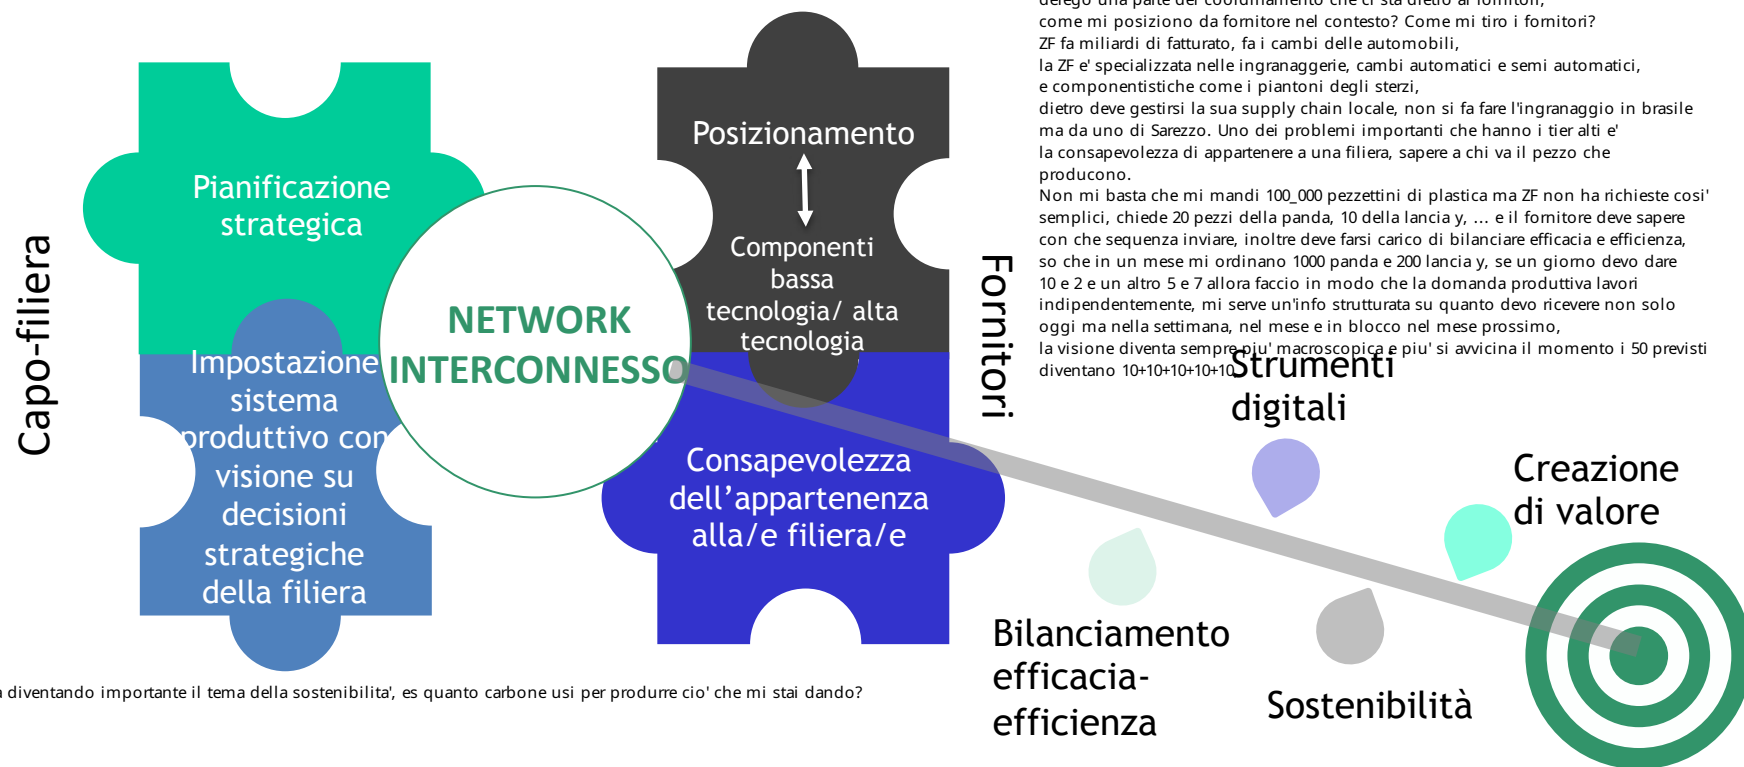 delego una parte del coordinamento che ci sta dietro ai fornitori,
come mi posiziono da fornitore nel contesto? Come mi tiro i fornitori?
ZF fa miliardi di fatturato, fa i cambi delle automobili,
la ZF e' specializzata nelle ingranaggerie, cambi automatici e semi automatici,
e componentistiche come i piantoni degli sterzi,
dietro deve gestirsi la sua supply chain locale, non si fa fare l'ingranaggio in brasile
ma da uno di Sarezzo. Uno dei problemi importanti che hanno i tier alti e'
la consapevolezza di appartenere a una filiera, sapere a chi va il pezzo che
producono.
Non mi basta che mi mandi 100_000 pezzettini di plastica ma ZF non ha richieste cosi'
semplici, chiede 20 pezzi della panda, 10 della lancia y, ... e il fornitore deve sapere
con che sequenza inviare, inoltre deve farsi carico di bilanciare efficacia e efficienza,
so che in un mese mi ordinano 1000 panda e 200 lancia y, se un giorno devo dare
10 e 2 e un altro 5 e 7 allora faccio in modo che la domanda produttiva lavori
indipendentemente, mi serve un'info strutturata su quanto devo ricevere non solo
oggi ma nella settimana, nel mese e in blocco nel mese prossimo,
la visione diventa sempre piu' macroscopica e piu' si avvicina il momento i 50 previsti
diventano 10+10+10+10+10.
Capo-filiera
Pianificazione
strategica
Impostazione
sistema
produttivo con
visione su
decisioni
strategiche
della filiera
NETWORK
INTERCONNESSO
Posizionamento
Componenti
bassa
tecnologia/ alta
tecnologia
Consapevolezza
dell'appartenenza
alla/e filiera/e
Fornitori
Strumenti
digitali
Creazione
di valore
Bilanciamento
efficacia-
efficienza
Sostenibilità
diventando importante il tema della sostenibilita', es quanto carbone usi per produrre cio' che mi stai dando?